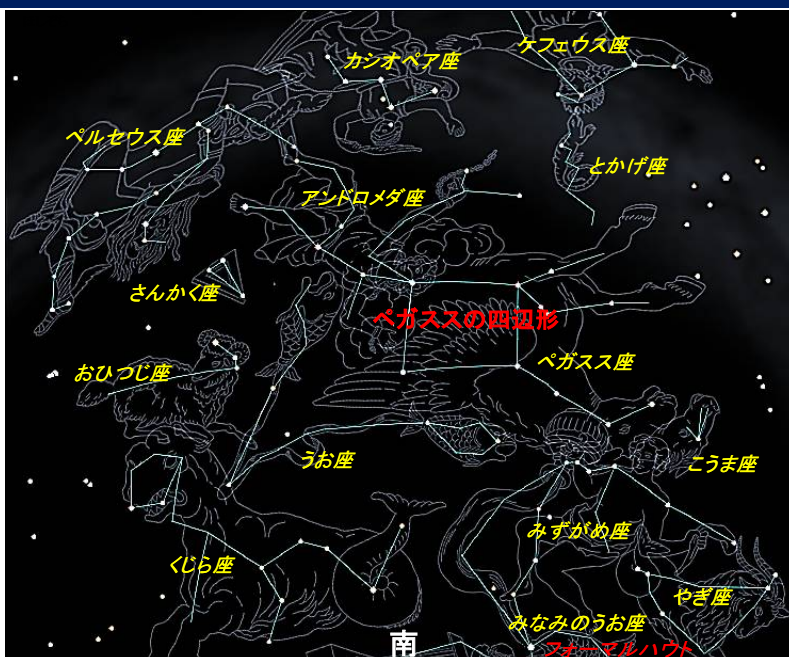 ケフェウス座
カシオペア座
ペルセウス座
とかげ座
アンドロメダ座
さんかく座
ペガススの四辺形
ペガスス座
おひつじ座
うお座
こうま座
みずがめ座
くじら座
やぎ座
みなみのうお座
南
フォーマルハウト